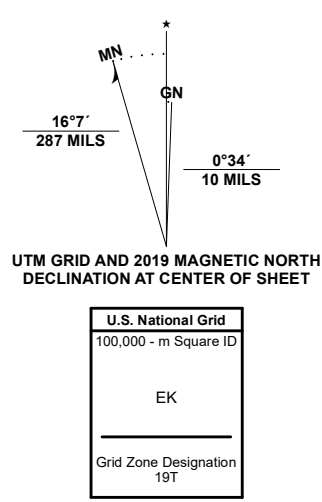 MN
GN
16°7´
287 MILS
0°34´
10 MILS
UTM GRID AND 2019 MAGNETIC NORTH
DECLINATION AT CENTER OF SHEET
U.S. National Grid
100,000 - m Square ID
EK
Grid Zone Designation
19T